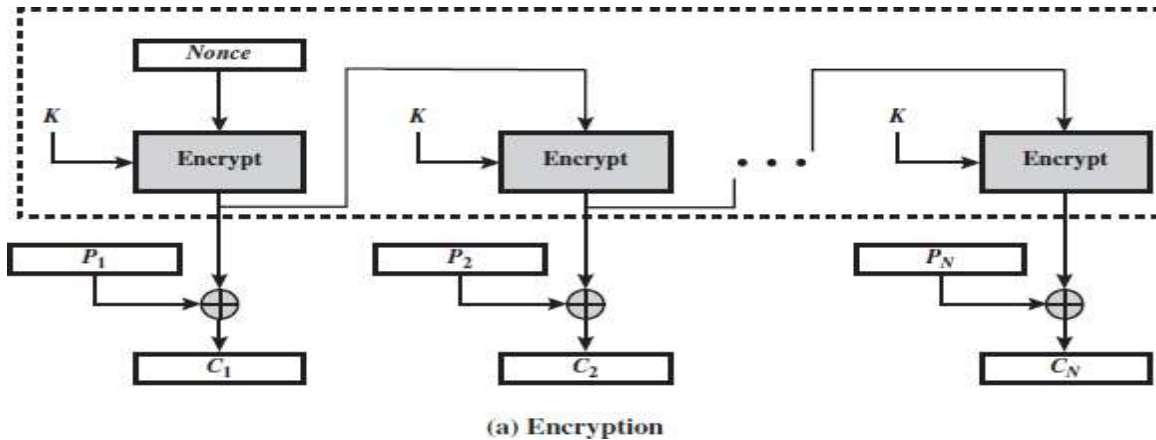 Nonce
K K K
Encrypt Encrypt • • • Encrypt
P1 P2 PN
C1 C2 CN
(a) Encryption